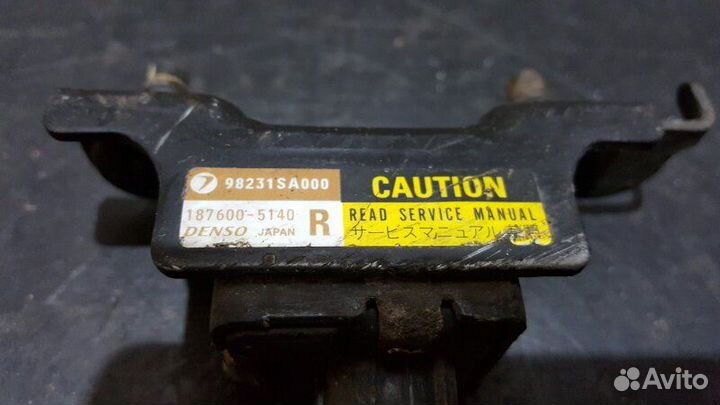 98231SA000
187600-5140
DENSO JAPAN R
CAUTION
READ SERVICE MANUAL
サービスマニュアル
Avito